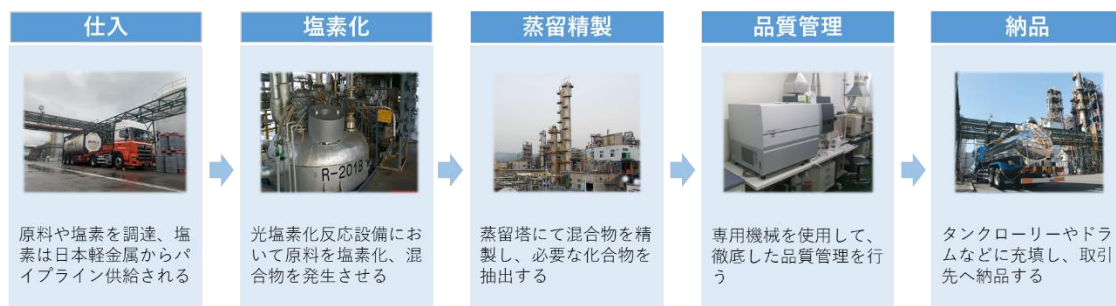 仕入
原料や塩素を調達、塩
素は日本軽金属からパ
イプライン供給される
塩素化
R-201B
光塩素化反応設備にお
いて原料を塩素化、混
合物を発生させる
蒸留精製
蒸留塔にて混合物を精
製し、必要な化合物を
抽出する
品質管理
専用機械を使用して、
徹底した品質管理を行
う
納品
タンクローリーやドラ
ムなどに充填し、取引
先へ納品する